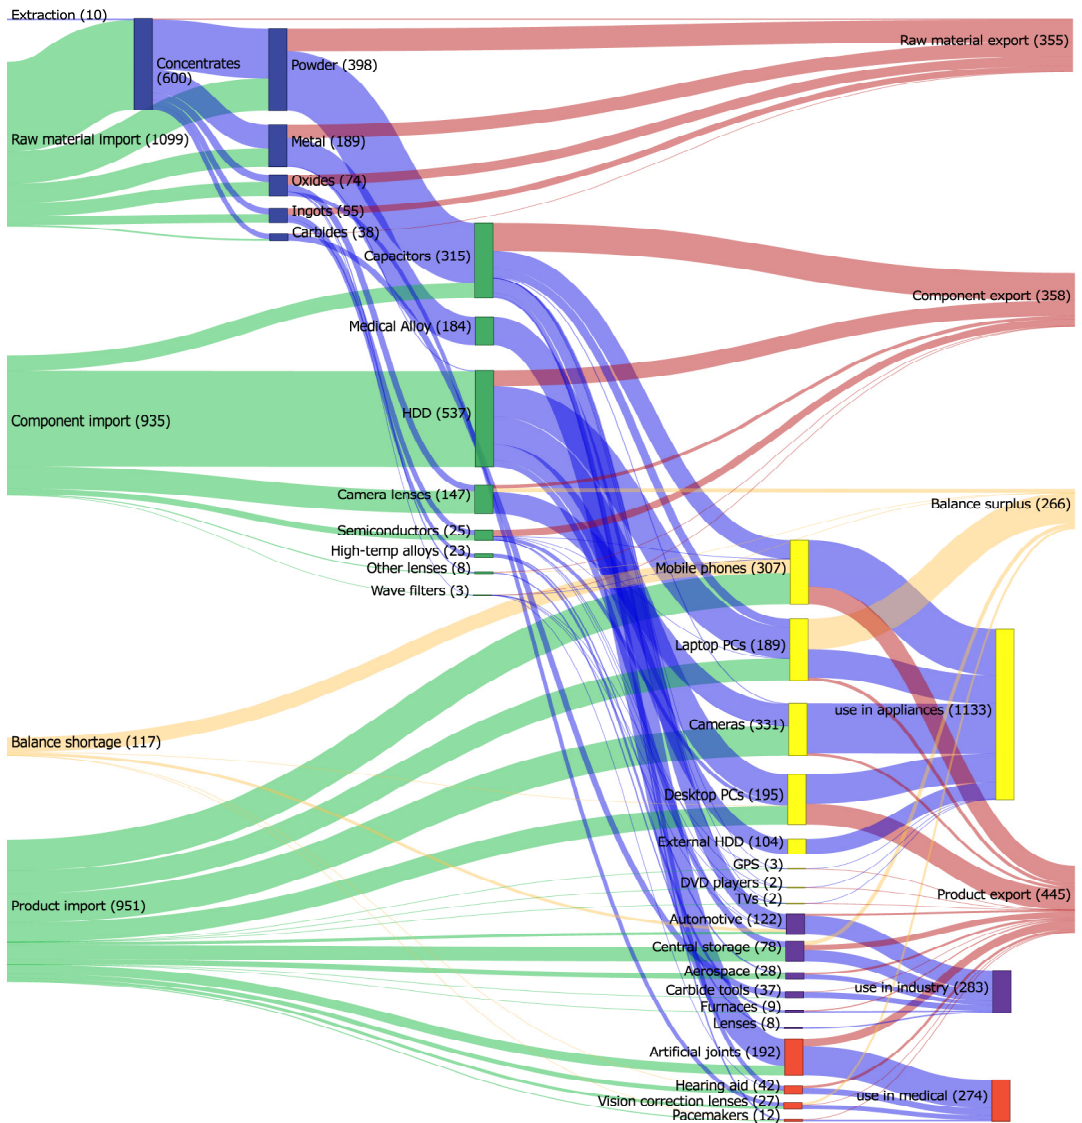 Extraction (10)
Raw material export (355)
Concentrates
(600)
Powder (398)
Raw material import (1099)
Metal (189)
Oxides (74)
Ingots (55)
Carbides (38)
Capacitors (315)
Component export (358)
Medical Alloy (184)
Component import (935)
HDD (537)
Camera lenses (147)
Balance surplus (266)
Semiconductors (25)
High-temp alloys (23)
Other lenses (8)
Mobile phones (307)
Wave filters (3)
Laptop PCs (189)
use in appliances (1133)
Cameras (331)
Balance shortage (117)
Desktop PCs (195)
External HDD (104)
GPS (3)
DVD players (2)
TVs (2)
Product export (445)
Product import (951)
Automotive (122)
Central storage (78)
Aerospace (28)
Carbide tools (37)
use in industry (283)
Furnaces (9)
Lenses (8)
Artificial joints (192)
Hearing aid (42)
use in medical (274)
Vision correction lenses (27)
Pacemakers (12)